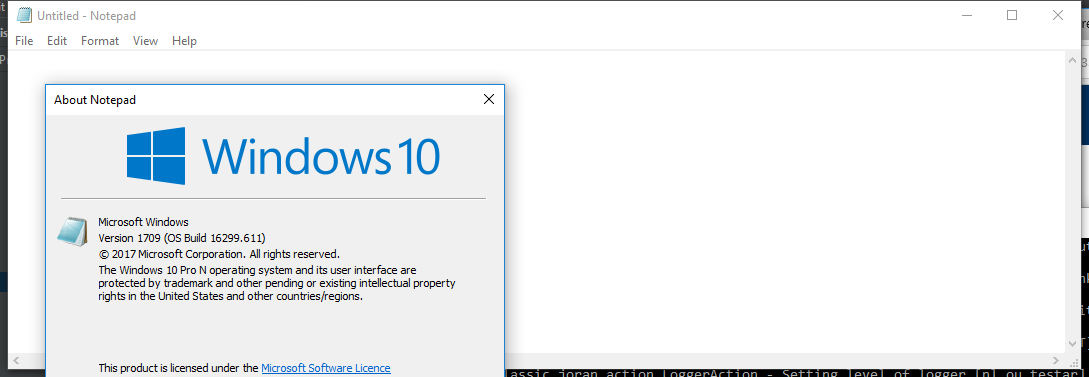 Untitled - Notepad
File Edit Format View Help
About Notepad
Windows 10
Microsoft Windows
Version 1709 (OS Build 16299.611)
© 2017 Microsoft Corporation. All rights reserved.
The Windows 10 Pro N operating system and its user interface are
protected by trademark and other pending or existing intellectual property
rights in the United States and other countries/regions.
This product is licensed under the Microsoft Software Licence
assic.joran.action.LoggerAction - Setting level of logger [nl.ou.testar]